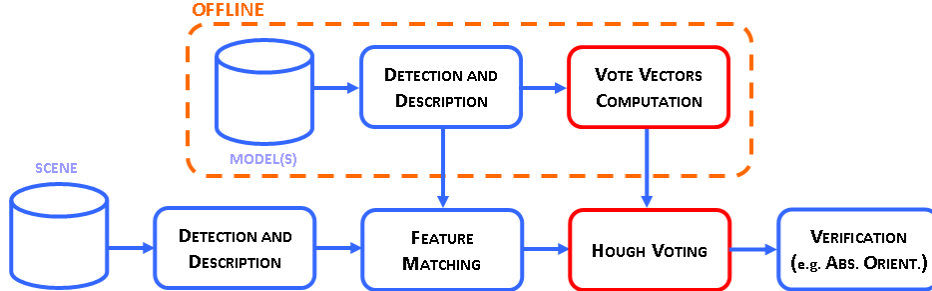 OFFLINE
DETECTION AND
DESCRIPTION
VOTE VECTORS
COMPUTATION
MODEL(S)
SCENE
DETECTION AND
DESCRIPTION
FEATURE
MATCHING
HOUGH VOTING
VERIFICATION
(e.g. ABS. ORIENT.)